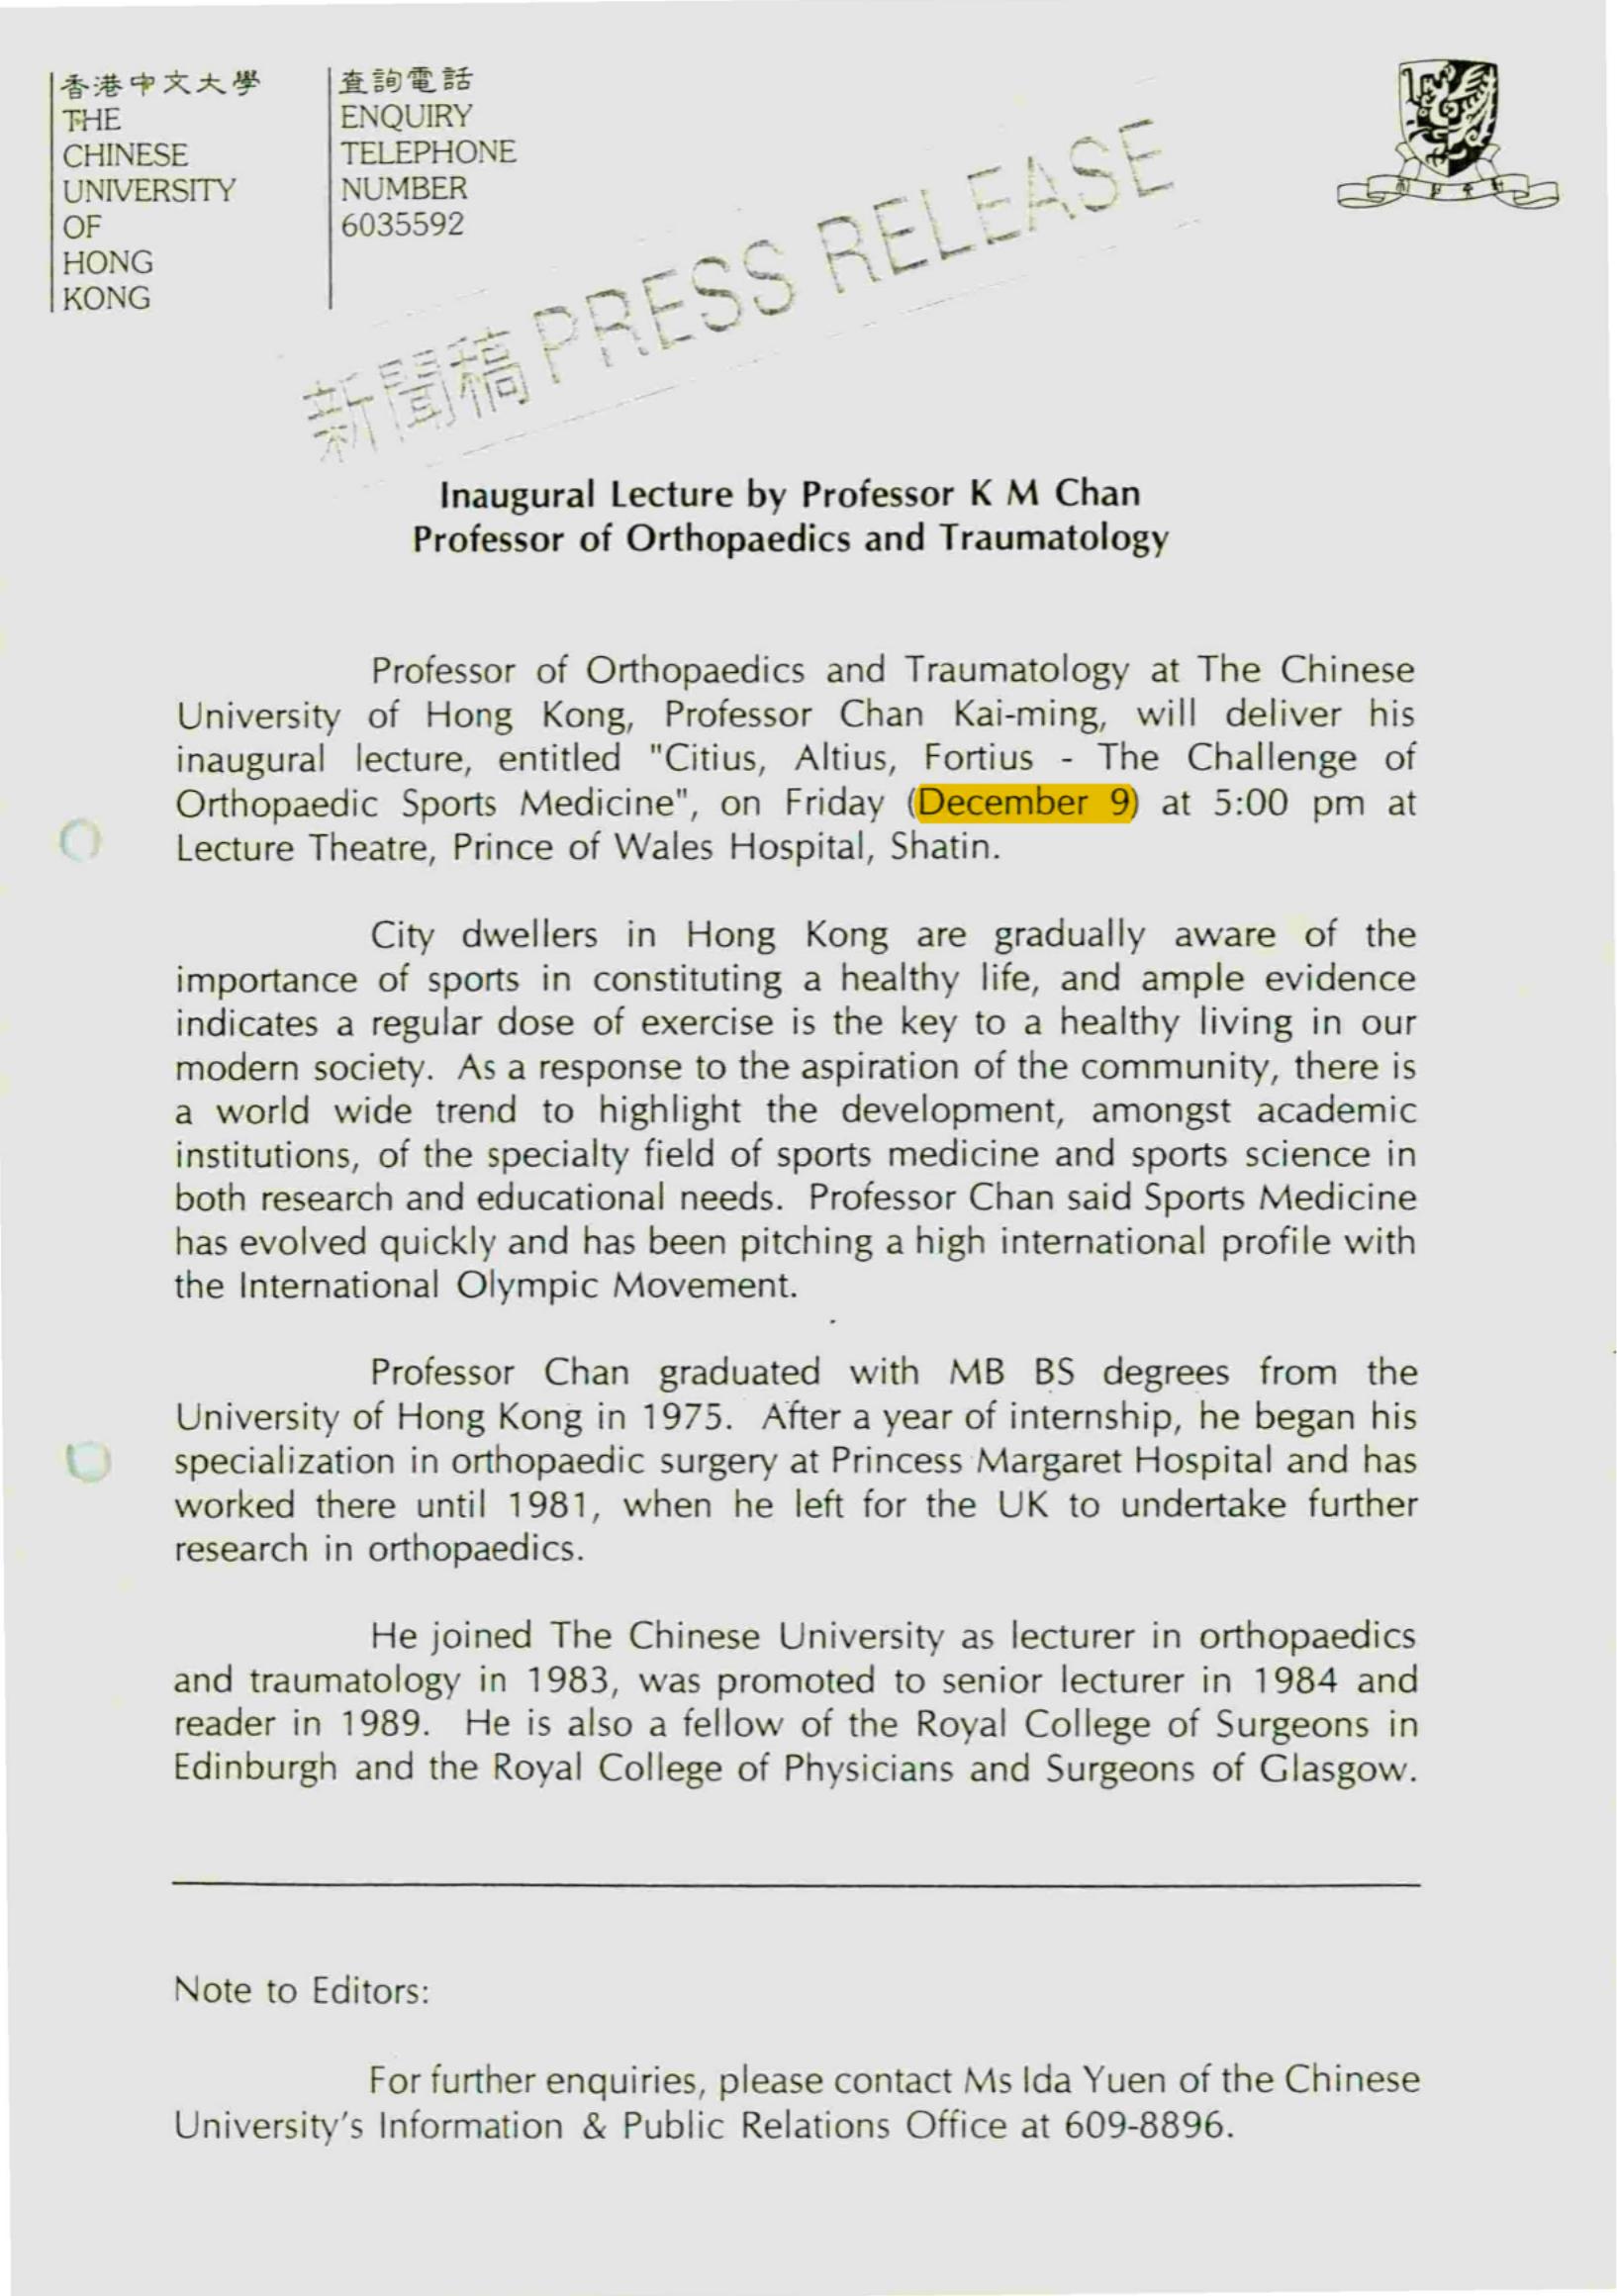 香港中文大學
THE
CHINESE
UNIVERSITY
OF
HONG
KONG
查詢電話
ENQUIRY
TELEPHONE
NUMBER
6035592
新聞稿 PRESS RELEASE
Inaugural Lecture by Professor K M Chan
Professor of Orthopaedics and Traumatology
Professor of Orthopaedics and Traumatology at The Chinese
University of Hong Kong, Professor Chan Kai-ming, will deliver his
inaugural lecture, entitled "Citius, Altius, Fortius - The Challenge of
Orthopaedic Sports Medicine", on Friday (December 9) at 5:00 pm at
Lecture Theatre, Prince of Wales Hospital, Shatin.
City dwellers in Hong Kong are gradually aware of the
importance of sports in constituting a healthy life, and ample evidence
indicates a regular dose of exercise is the key to a healthy living in our
modern society. As a response to the aspiration of the community, there is
a world wide trend to highlight the development, amongst academic
institutions, of the specialty field of sports medicine and sports science in
both research and educational needs. Professor Chan said Sports Medicine
has evolved quickly and has been pitching a high international profile with
the International Olympic Movement.
Professor Chan graduated with MB BS degrees from the
University of Hong Kong in 1975. After a year of internship, he began his
specialization in orthopaedic surgery at Princess Margaret Hospital and has
worked there until 1981, when he left for the UK to undertake further
research in orthopaedics.
He joined The Chinese University as lecturer in orthopaedics
and traumatology in 1983, was promoted to senior lecturer in 1984 and
reader in 1989. He is also a fellow of the Royal College of Surgeons in
Edinburgh and the Royal College of Physicians and Surgeons of Glasgow.
Note to Editors:
For further enquiries, please contact Ms Ida Yuen of the Chinese
University's Information & Public Relations Office at 609-8896.